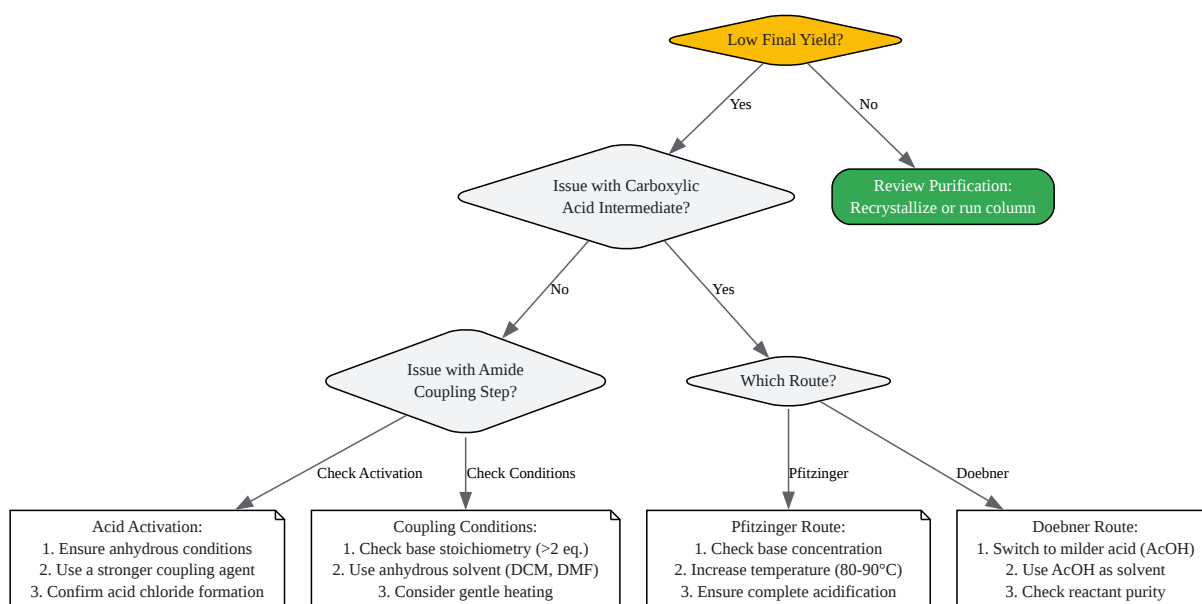 Low Final Yield?
Yes
No
Issue with Carboxylic
Acid Intermediate?
Review Purification:
Recrystallize or run column
No
Yes
Issue with Amide
Coupling Step?
Which Route?
Check Activation
Check Conditions
Pfitzinger
Doebner
Acid Activation:
1. Ensure anhydrous conditions
2. Use a stronger coupling agent
3. Confirm acid chloride formation
Coupling Conditions:
1. Check base stoichiometry (>2 eq.)
2. Use anhydrous solvent (DCM, DMF)
3. Consider gentle heating
Pfitzinger Route:
1. Check base concentration
2. Increase temperature (80-90°C)
3. Ensure complete acidification
Doebner Route:
1. Switch to milder acid (AcOH)
2. Use AcOH as solvent
3. Check reactant purity